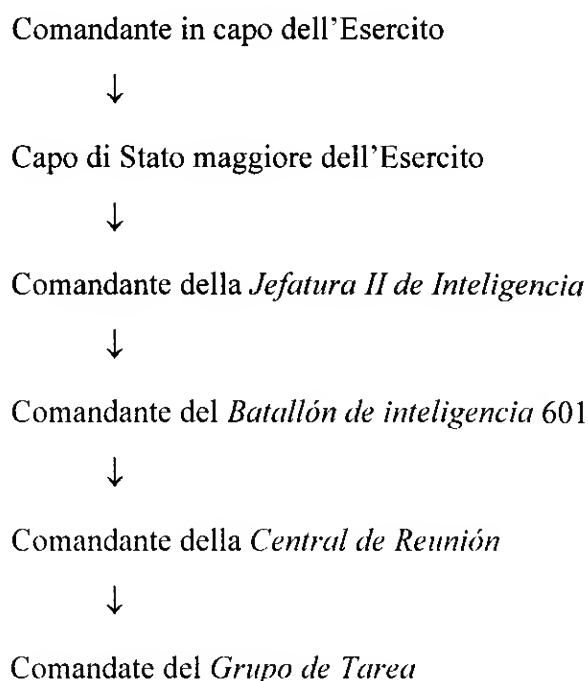 Comandante in capo dell'Esercito
↓
Capo di Stato maggiore dell'Esercito
↓
Comandante della Jefatura II de Inteligencia
↓
Comandante del Batallón de inteligencia 601
↓
Comandante della Central de Reunión
↓
Comandate del Grupo de Tarea